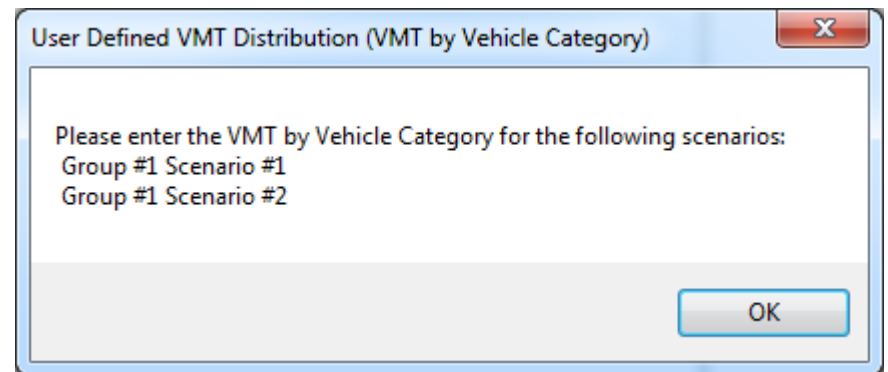 User Defined VMT Distribution (VMT by Vehicle Category)
Please enter the VMT by Vehicle Category for the following scenarios:
Group #1 Scenario #1
Group #1 Scenario #2
OK